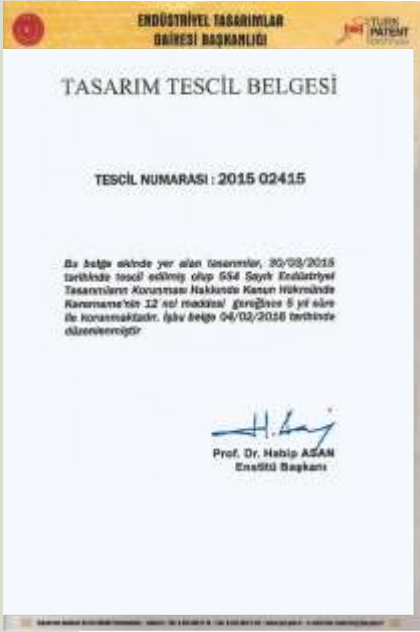 ENDÜSTRİYEL TASARIMLAR
DAİRESİ BAŞKANLIĞI
TÜRK
PATENT
TASARIM TESCİL BELGESİ
TESCİL NUMARASI : 2015 02415
Bu belge ekinde yer alan tasarımlar, 30/03/2015
tarihinde tescil edilmiş olup 554 Sayılı Endüstriyel
Tasarımların Korunması Hakkında Kanun Hükmünde
Kararname'nin 12 nci maddesi gereğince 5 yıl süre
ile korunmaktadır. İşbu belge 04/02/2016 tarihinde
düzenlenmiştir
Prof. Dr. Habip ASAN
Enstitü Başkanı